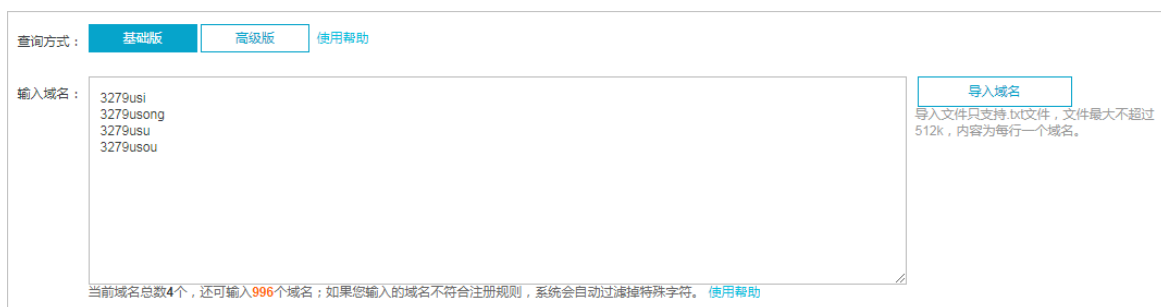 查询方式： 基础版 高级版 使用帮助
输入域名：
3279usi
3279usong
3279usu
3279usou
导入域名
导入文件只支持.txt文件，文件最大不超过
512k，内容为每行一个域名。
当前域名总数4个，还可输入996个域名；如果您输入的域名不符合注册规则，系统会自动过滤掉特殊字符。 使用帮助